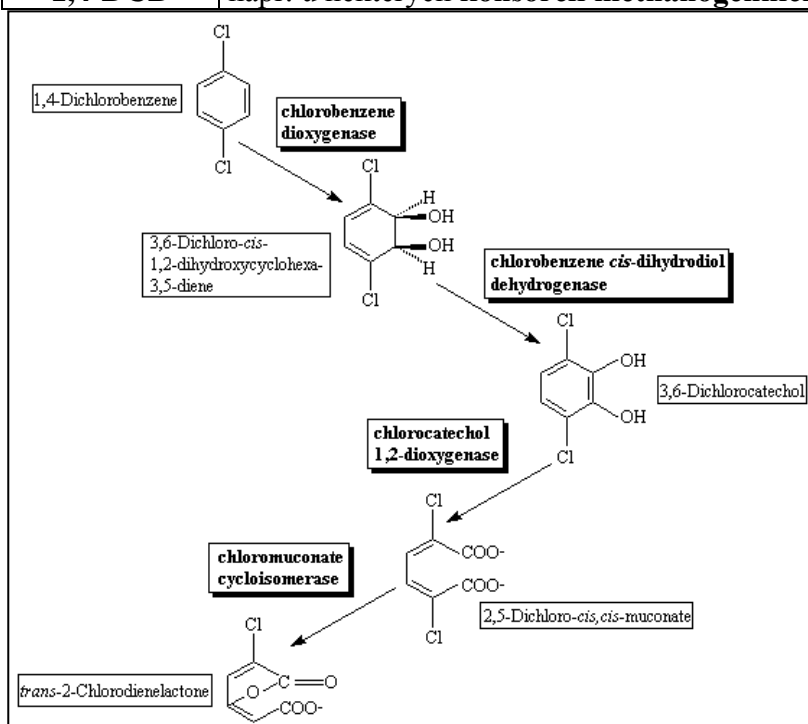 např. u některých
Cl
1,4-Dichlorobenzene
Cl
chlorobenzene
dioxygenase
Cl
H
OH
OH
H
Cl
3,6-Dichloro-cis-
1,2-dihydroxycyclohexa-
3,5-diene
chlorobenzene cis-dihydrodiol
dehydrogenase
Cl
OH
OH
Cl
3,6-Dichlorocatechol
chlorocatechol
1,2-dioxygenase
Cl
COO-
COO-
Cl
2,5-Dichloro-cis,cis-muconate
chloromuconate
cycloisomerase
Cl
O
C
O
COO-
trans-2-Chlorodienelactone